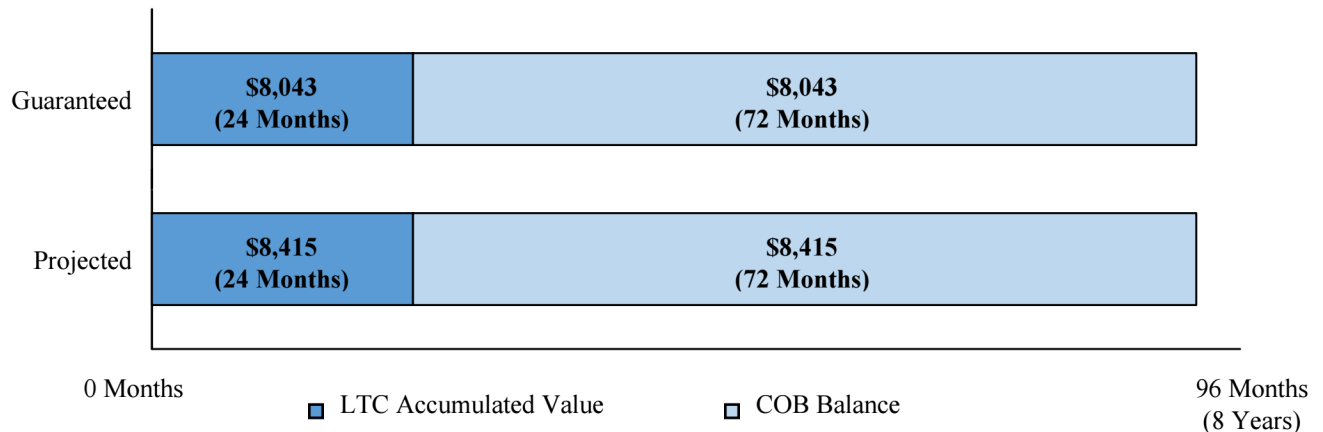 Guaranteed
$8,043
(24 Months)
$8,043
(72 Months)
Projected
$8,415
(24 Months)
$8,415
(72 Months)
0 Months
LTC Accumulated Value
COB Balance
96 Months
(8 Years)